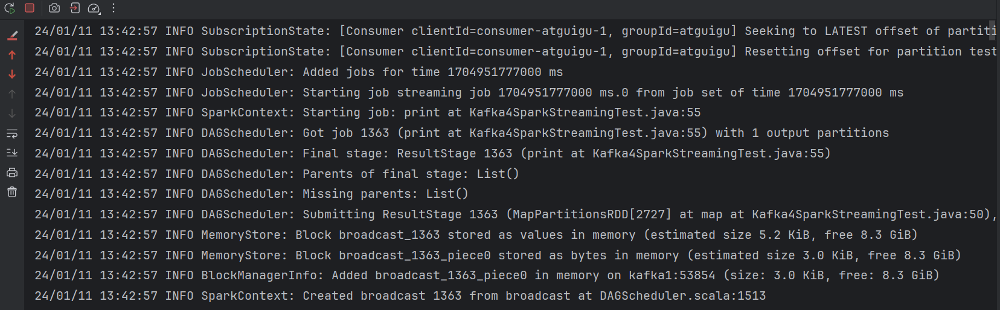 24/01/11 13:42:57 INFO SubscriptionState: [Consumer clientId=consumer-atguigu-1, groupId=atguigu] Seeking to LATEST offset of partiti
24/01/11 13:42:57 INFO SubscriptionState: [Consumer clientId=consumer-atguigu-1, groupId=atguigu] Resetting offset for partition test
24/01/11 13:42:57 INFO JobScheduler: Added jobs for time 1704951777000 ms
24/01/11 13:42:57 INFO JobScheduler: Starting job streaming job 1704951777000 ms.0 from job set of time 1704951777000 ms
24/01/11 13:42:57 INFO SparkContext: Starting job: print at Kafka4SparkStreamingTest.java:55
24/01/11 13:42:57 INFO DAGScheduler: Got job 1363 (print at Kafka4SparkStreamingTest.java:55) with 1 output partitions
24/01/11 13:42:57 INFO DAGScheduler: Final stage: ResultStage 1363 (print at Kafka4SparkStreamingTest.java:55)
24/01/11 13:42:57 INFO DAGScheduler: Parents of final stage: List()
24/01/11 13:42:57 INFO DAGScheduler: Missing parents: List()
24/01/11 13:42:57 INFO DAGScheduler: Submitting ResultStage 1363 (MapPartitionsRDD[2727] at map at Kafka4SparkStreamingTest.java:50),
24/01/11 13:42:57 INFO MemoryStore: Block broadcast_1363 stored as values in memory (estimated size 5.2 KiB, free 8.3 GiB)
24/01/11 13:42:57 INFO MemoryStore: Block broadcast_1363_piece0 stored as bytes in memory (estimated size 3.0 KiB, free 8.3 GiB)
24/01/11 13:42:57 INFO BlockManagerInfo: Added broadcast_1363_piece0 in memory on kafka1:53854 (size: 3.0 KiB, free: 8.3 GiB)
24/01/11 13:42:57 INFO SparkContext: Created broadcast 1363 from broadcast at DAGScheduler.scala:1513